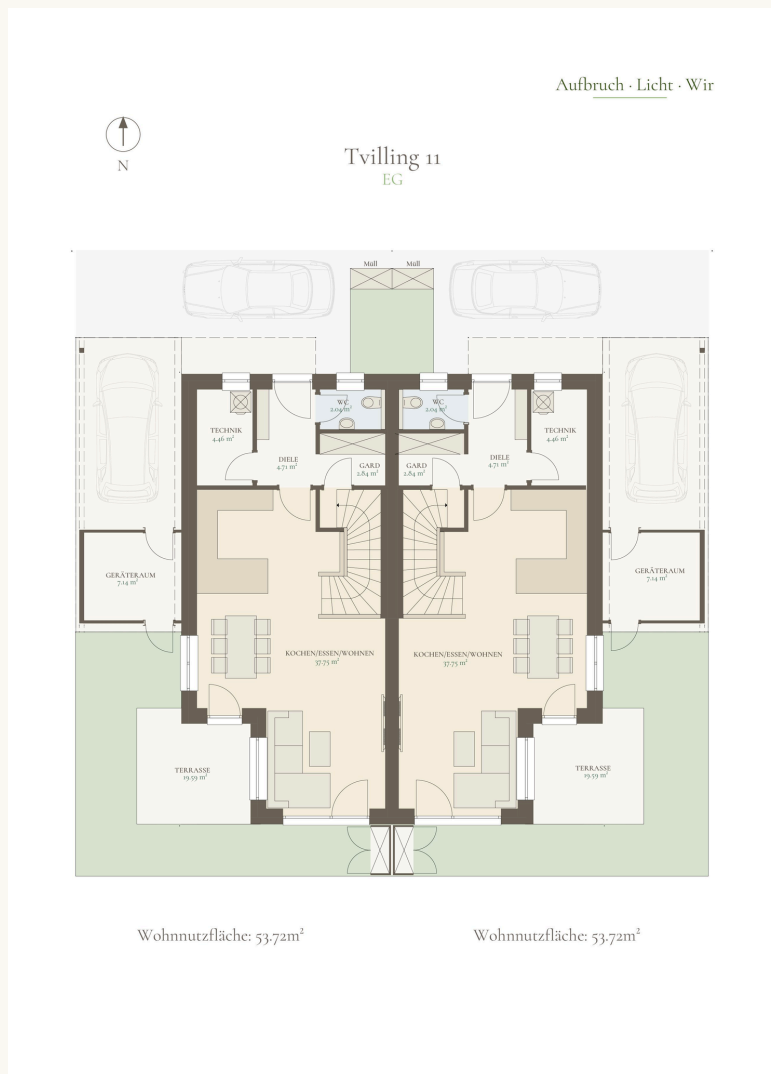 Aufbruch · Licht · Wir
N
Tvilling 11
EG
Müll Müll
WC
2.04 m²
WC
2.04 m²
TECHNIK
4.46 m²
TECHNIK
4.46 m²
DIELE
4.71 m²
DIELE
4.71 m²
GARD
2.84 m²
GARD
2.84 m²
GERÄTERAUM
7.14 m²
GERÄTERAUM
7.14 m²
KOCHEN/ESSEN/WOHNEN
37.75 m²
KOCHEN/ESSEN/WOHNEN
37.75 m²
TERRASSE
19.59 m²
TERRASSE
19.59 m²
Wohnnutzfläche: 53.72m²
Wohnnutzfläche: 53.72m²